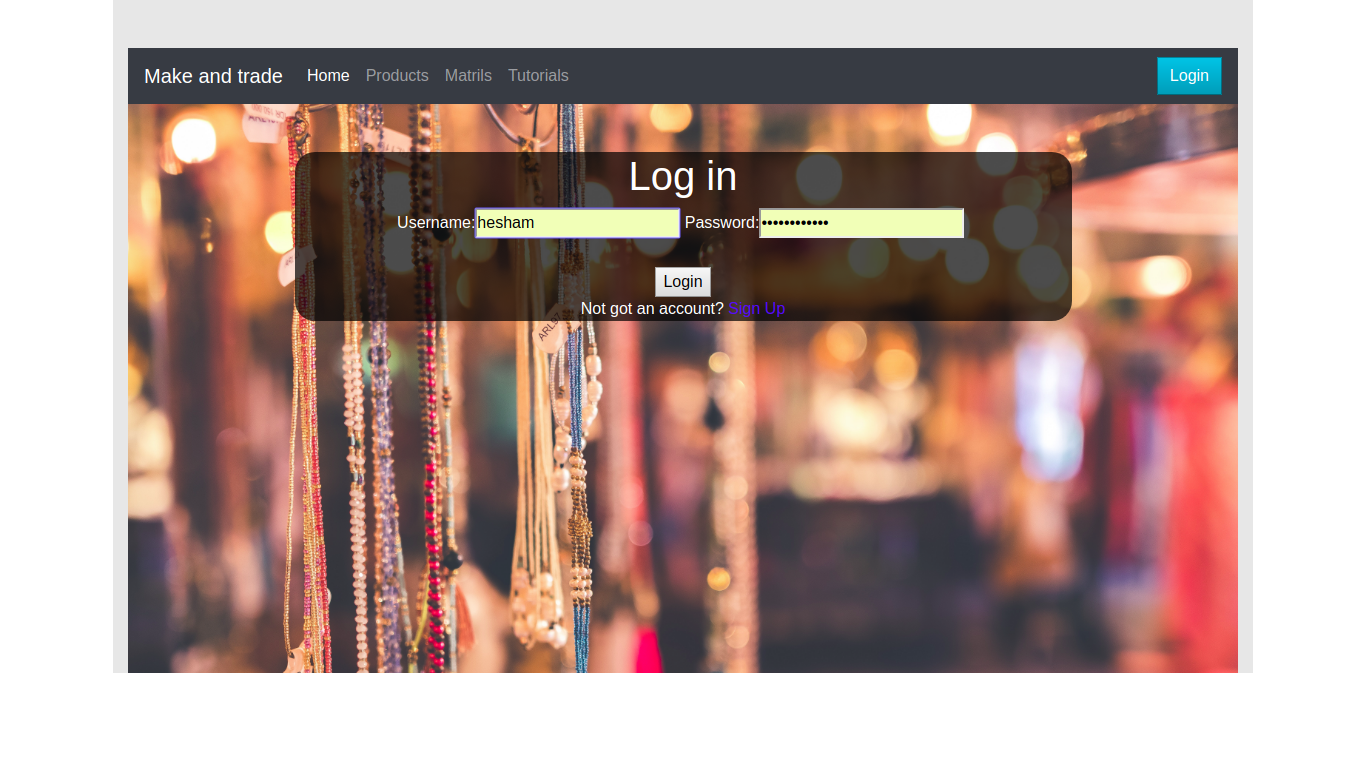 Make and trade Home Products Matrils Tutorials Login
Log in
Username: hesham Password: ••••••••••••
Login
Not got an account? Sign Up
ARL97